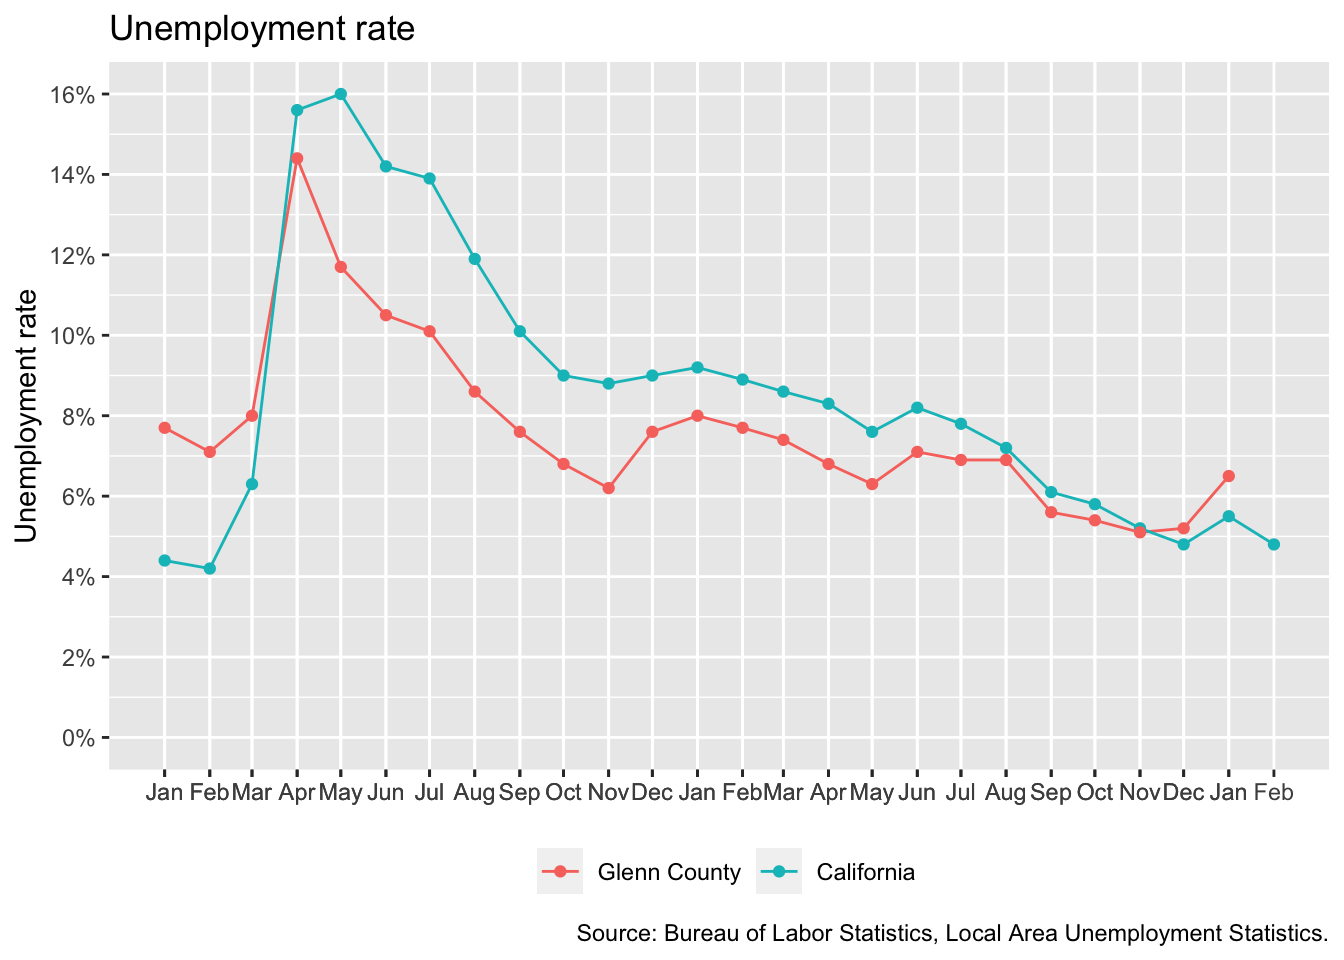 Unemployment rate
Unemployment rate
16%
14%
12%
10%
8%
6%
4%
2%
0%
Jan Feb Mar Apr May Jun Jul Aug Sep Oct Nov Dec Jan Feb Mar Apr May Jun Jul Aug Sep Oct Nov Dec Jan Feb
Glenn County California
Source: Bureau of Labor Statistics, Local Area Unemployment Statistics.